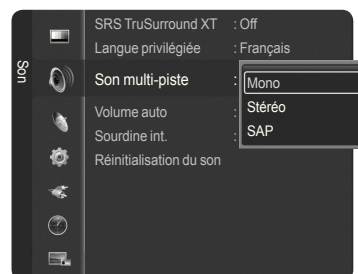 Son
SRS TruSurround XT : Off
Langue privilégiée : Français
Son multi-piste :
Mono
Stéréo
SAP
Volume auto :
Sourdine int. :
Réinitialisation du son